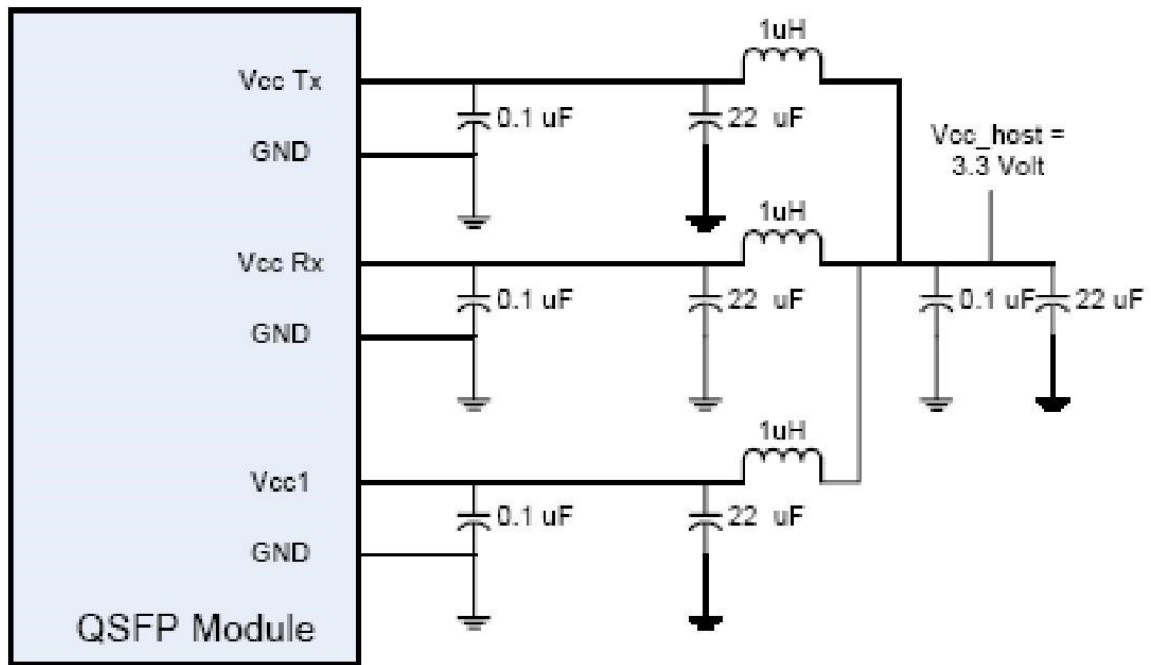 1uH
Vcc Tx
0.1 uF
22 uF
GND
Vcc_host =
3.3 Volt
1uH
Vcc Rx
0.1 uF
22 uF
0.1 uF
22 uF
GND
1uH
Vcc1
0.1 uF
22 uF
GND
QSFP Module